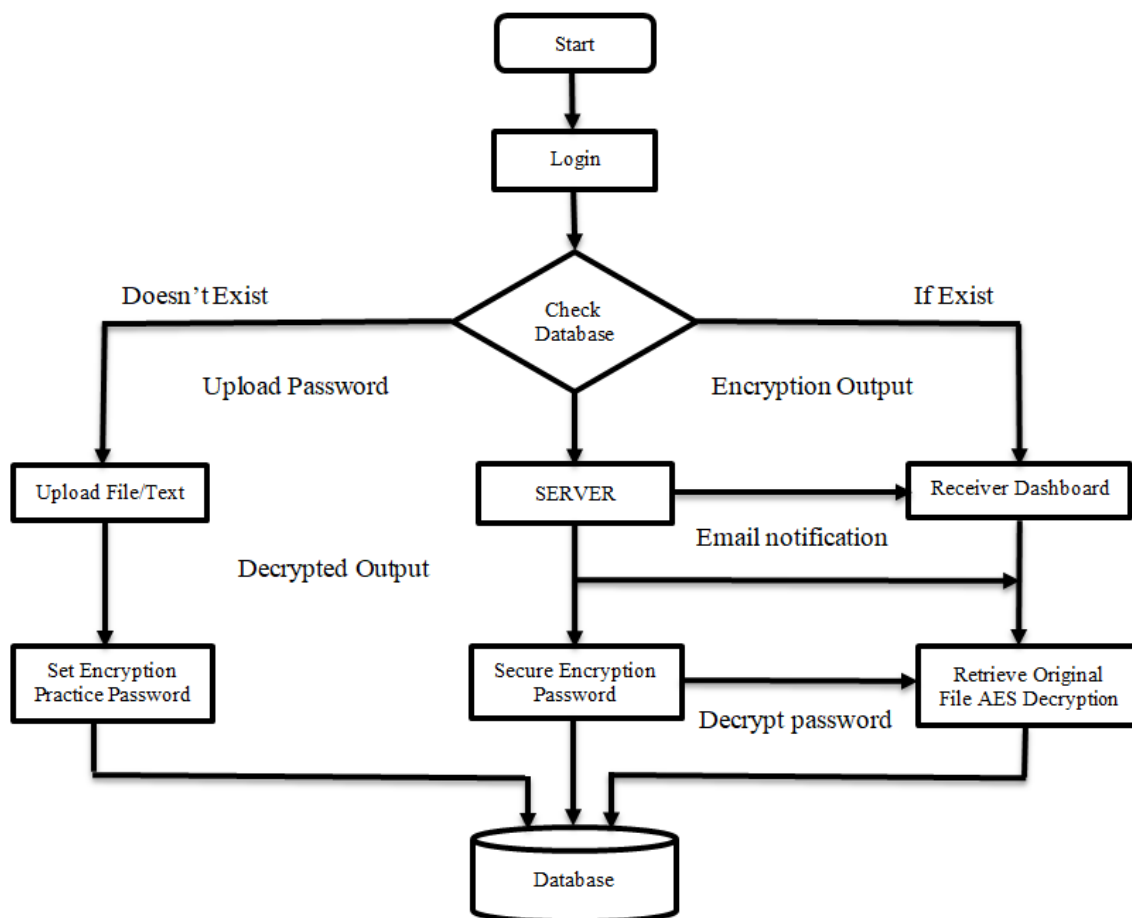 Start
Login
Doesn’t Exist
If Exist
Check
Database
Upload Password
Encryption Output
Upload File/Text
SERVER
Receiver Dashboard
Email notification
Decrypted Output
Set Encryption
Practice Password
Secure Encryption
Password
Retrieve Original
File AES Decryption
Decrypt password
Database